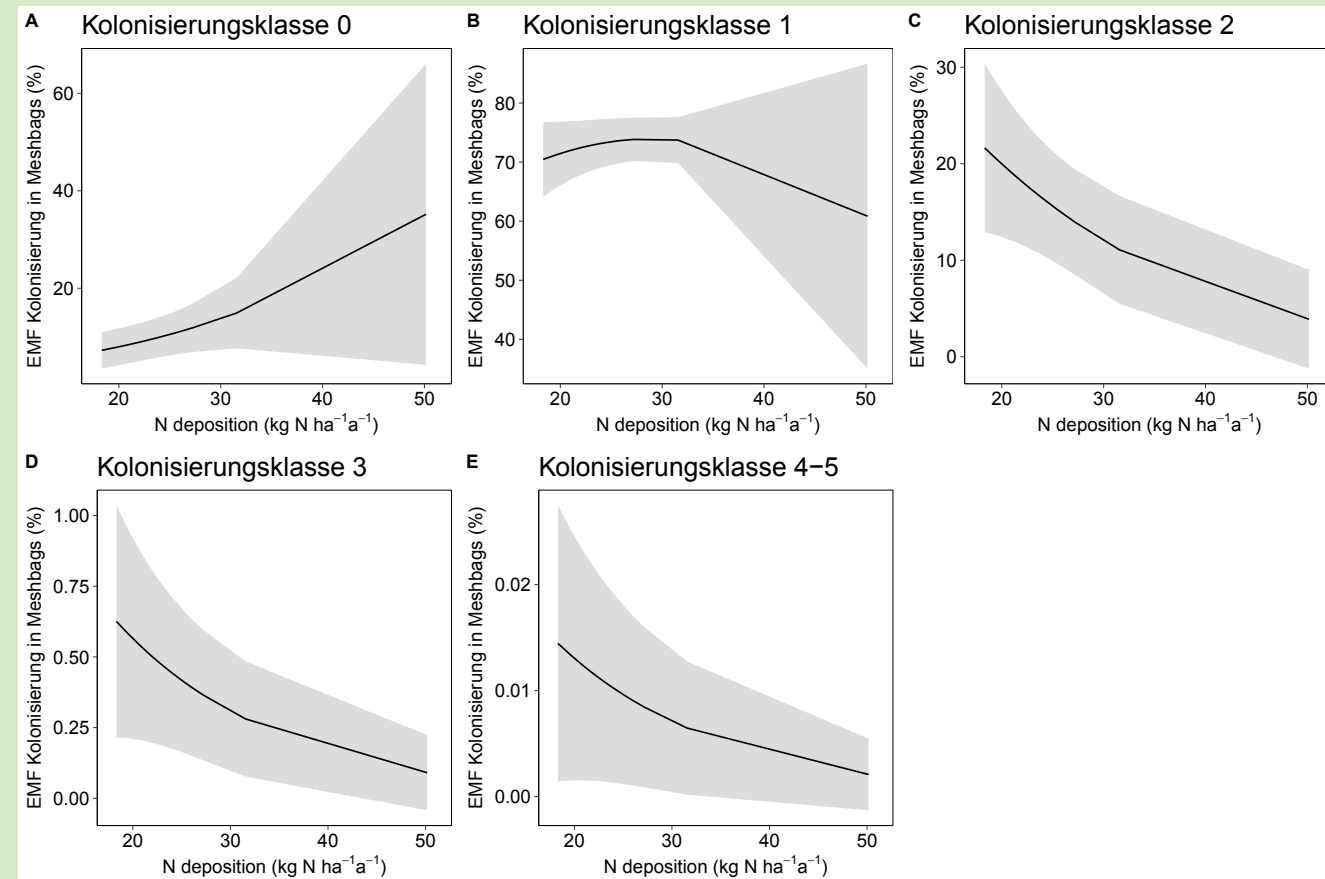 A Kolonisierungsklasse 0
EMF Kolonisierung in Meshbags (%)
60
40
20
20 30 40 50
N deposition (kg N ha⁻¹a⁻¹)
B Kolonisierungsklasse 1
EMF Kolonisierung in Meshbags (%)
80
70
60
50
40
20 30 40 50
N deposition (kg N ha⁻¹a⁻¹)
C Kolonisierungsklasse 2
EMF Kolonisierung in Meshbags (%)
30
20
10
0
20 30 40 50
N deposition (kg N ha⁻¹a⁻¹)
D Kolonisierungsklasse 3
EMF Kolonisierung in Meshbags (%)
1.00
0.75
0.50
0.25
0.00
20 30 40 50
N deposition (kg N ha⁻¹a⁻¹)
E Kolonisierungsklasse 4−5
EMF Kolonisierung in Meshbags (%)
0.02
0.01
0.00
20 30 40 50
N deposition (kg N ha⁻¹a⁻¹)